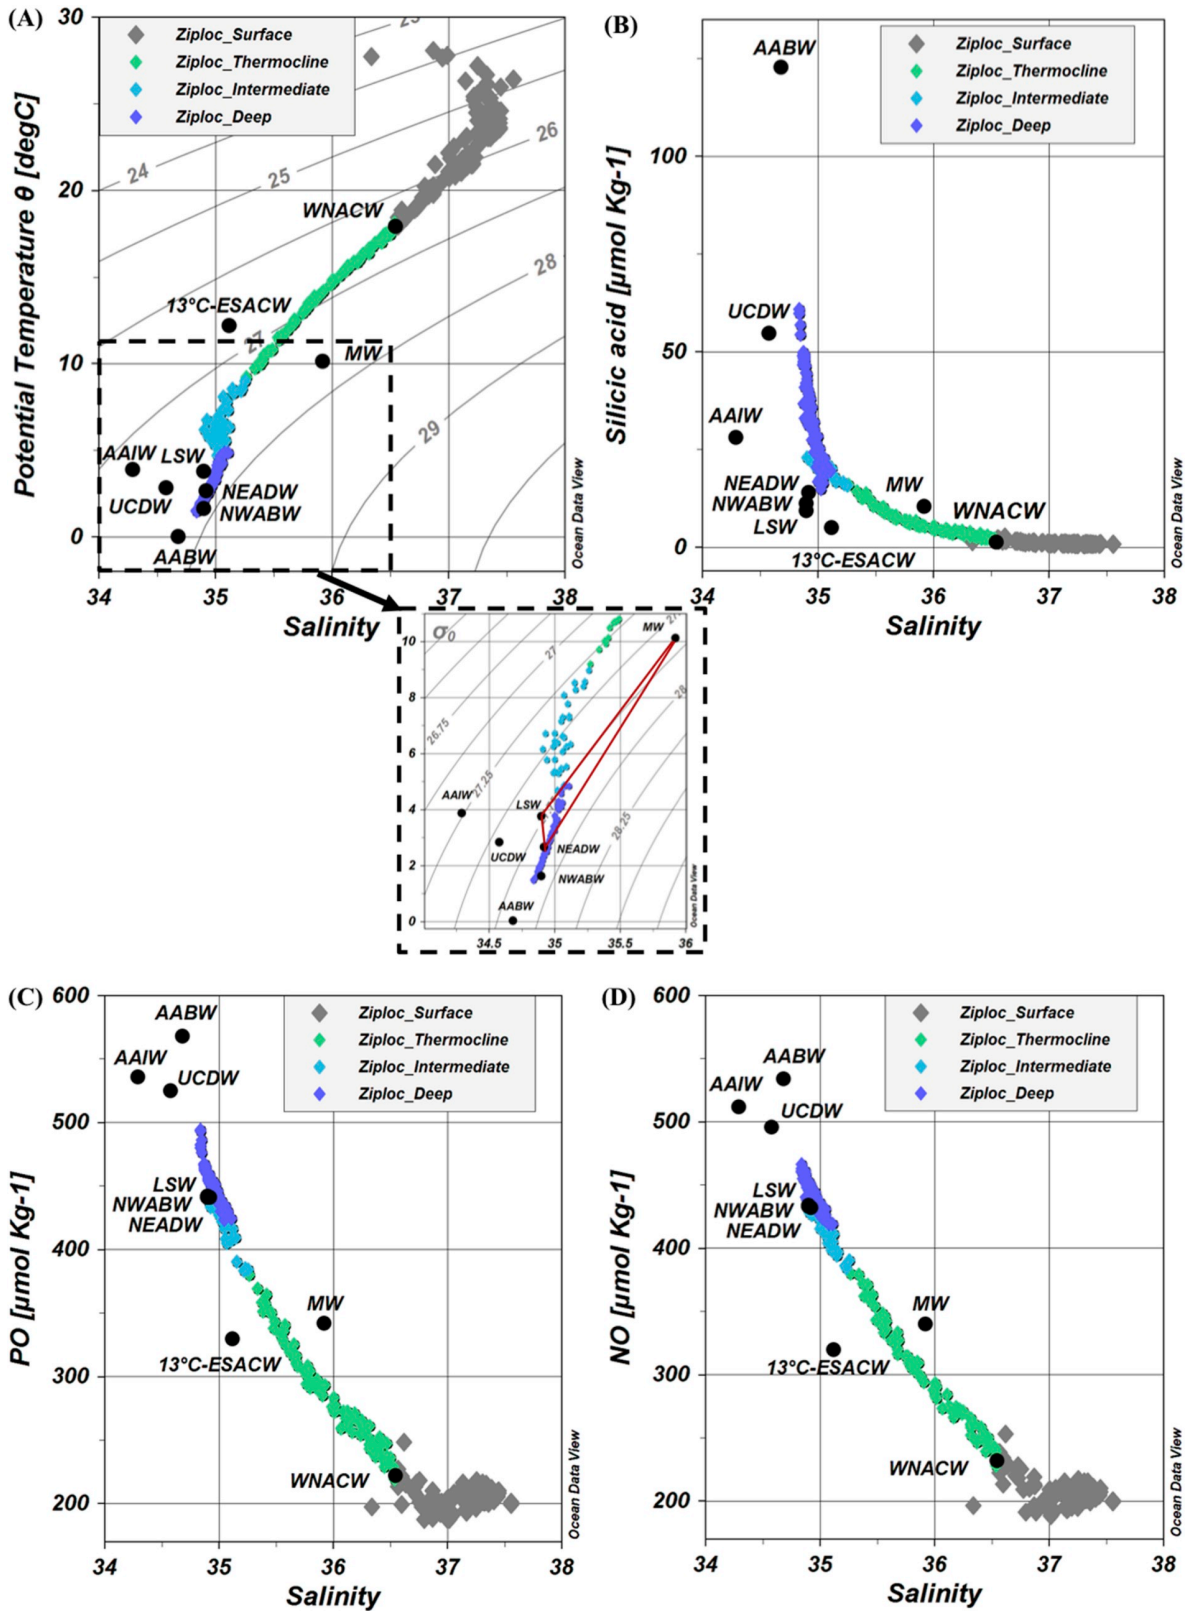 (A)
30
20
10
0
Potential Temperature θ [degC]
Ziploc_Surface
Ziploc_Thermocline
Ziploc_Intermediate
Ziploc_Deep
24
25
26
27
28
29
WNACW
13°C-ESACW
MW
AAIW
LSW
UCDW
NEADW
NWABW
AABW
34
35
36
37
38
Salinity
Ocean Data View
(B)
100
50
0
Silicic acid [µmol Kg-1]
Ziploc_Surface
Ziploc_Thermocline
Ziploc_Intermediate
Ziploc_Deep
AABW
UCDW
AAIW
NEADW
NWABW
LSW
MW
WNACW
13°C-ESACW
34
35
36
37
38
Salinity
Ocean Data View
σ0
10
8
6
4
2
0
MW
27
28
26.75
27.25
28.25
AAIW
LSW
UCDW
NEADW
NWABW
AABW
34.5
35
35.5
36
Ocean Data View
(C)
600
500
400
300
200
PO [µmol Kg-1]
Ziploc_Surface
Ziploc_Thermocline
Ziploc_Intermediate
Ziploc_Deep
AABW
AAIW
UCDW
LSW
NWABW
NEADW
MW
13°C-ESACW
WNACW
34
35
36
37
38
Salinity
Ocean Data View
(D)
600
500
400
300
200
NO [µmol Kg-1]
Ziploc_Surface
Ziploc_Thermocline
Ziploc_Intermediate
Ziploc_Deep
AABW
AAIW
UCDW
LSW
NWABW
NEADW
MW
13°C-ESACW
WNACW
34
35
36
37
38
Salinity
Ocean Data View